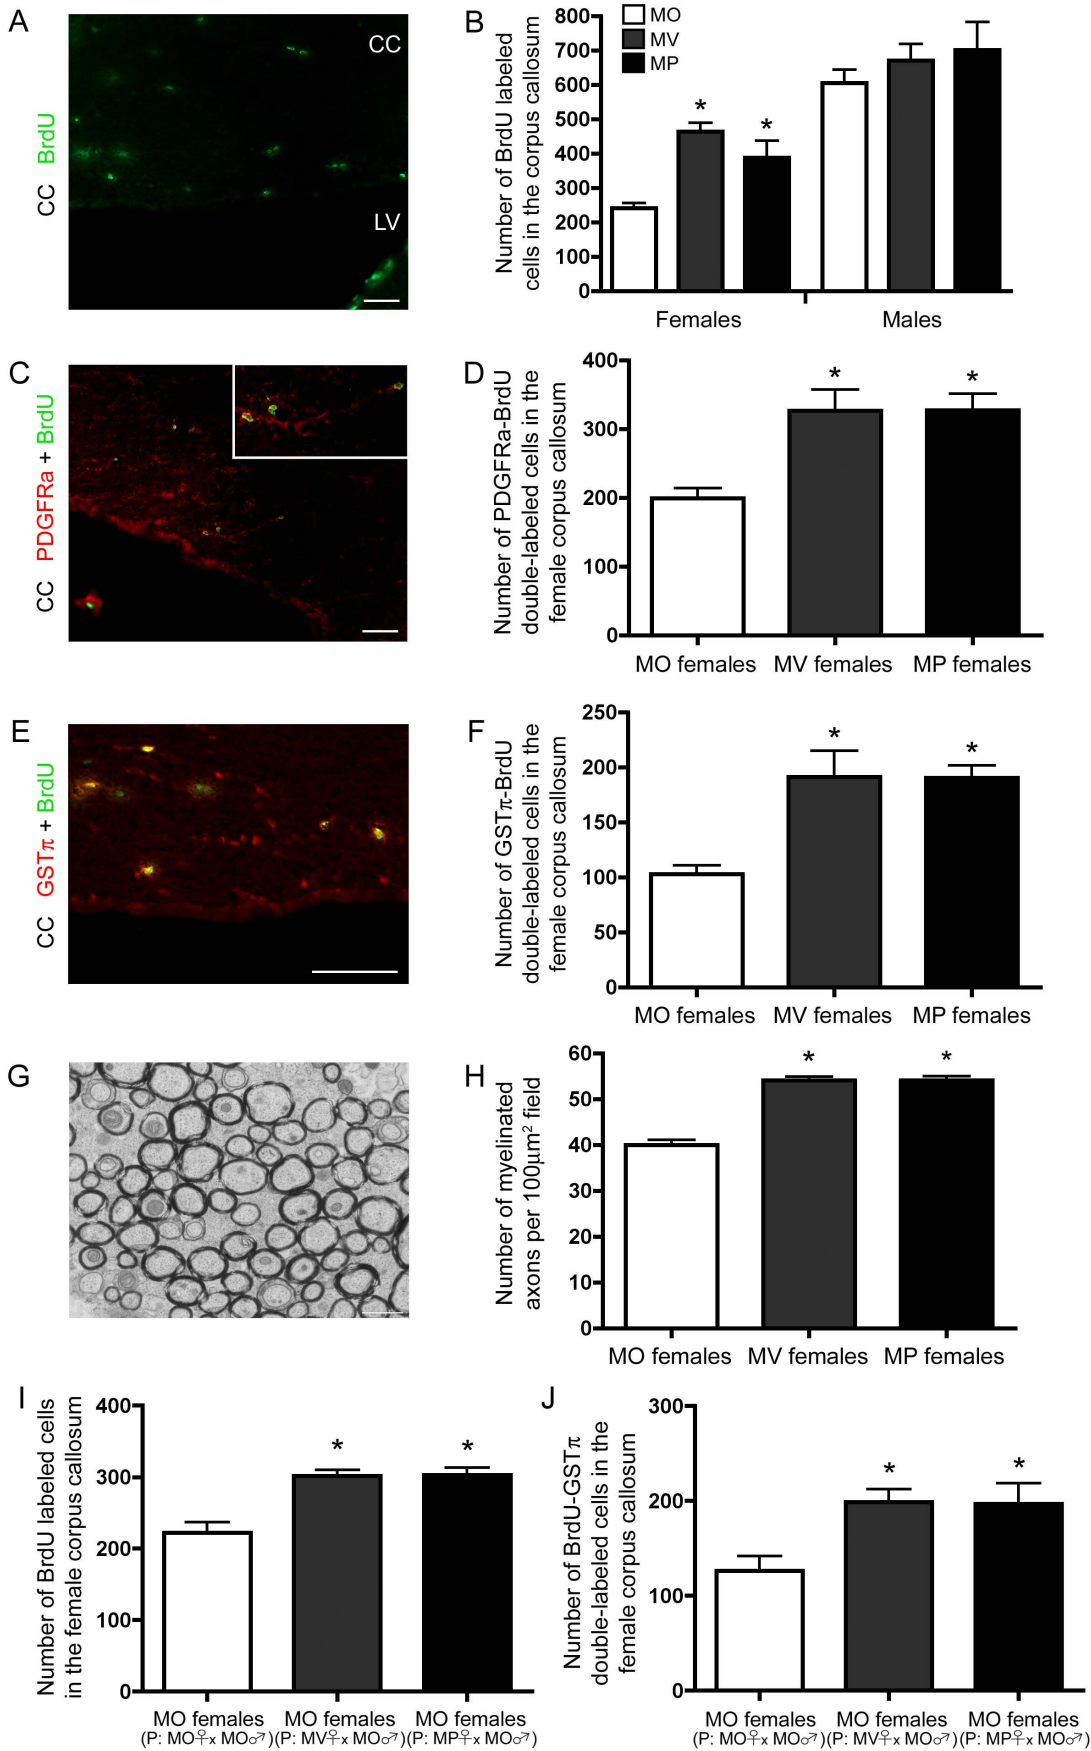 A
CC BrdU
CC
LV
B
Number of BrdU labeled
cells in the corpus callosum
800
700
600
500
400
300
200
100
0
MO
MV
MP
*
*
Females
Males
C
CC PDGFRa + BrdU
D
Number of PDGFRa-BrdU
double-labeled cells in the
female corpus callosum
400
300
200
100
0
*
*
MO females
MV females
MP females
E
CC GSTπ + BrdU
F
Number of GSTπ-BrdU
double-labeled cells in the
female corpus callosum
250
200
150
100
50
0
*
*
MO females
MV females
MP females
G
H
Number of myelinated
axons per 100µm² field
60
50
40
30
20
10
0
*
*
MO females
MV females
MP females
I
Number of BrdU labeled cells
in the female corpus callosum
400
300
200
100
0
*
*
MO females
(P: MO♀x MO♂)
MO females
(P: MV♀x MO♂)
MO females
(P: MP♀x MO♂)
J
Number of BrdU-GSTπ
double-labeled cells in the
female corpus callosum
300
200
100
0
*
*
MO females
(P: MO♀x MO♂)
MO females
(P: MV♀x MO♂)
MO females
(P: MP♀x MO♂)